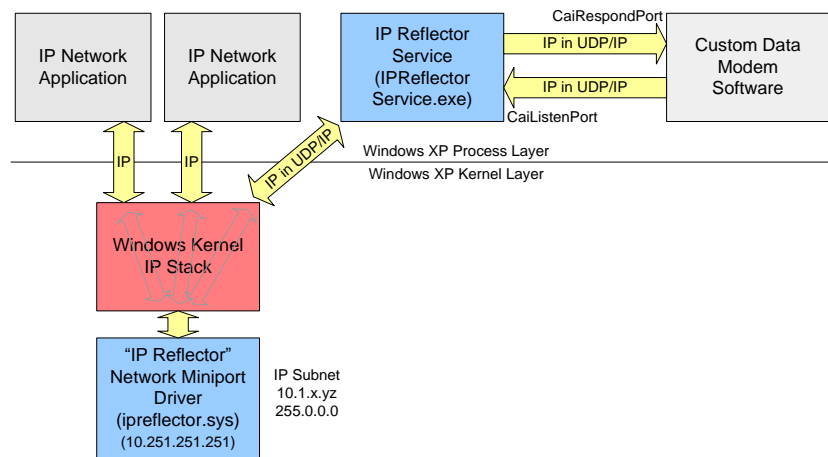 CaiRespondPort
IP Network
Application
IP Network
Application
IP Reflector
Service
(IPReflector
Service.exe)
IP in UDP/IP
IP in UDP/IP
Custom Data
Modem
Software
CaiListenPort
IP
IP
IP in UDP/IP
Windows XP Process Layer
Windows XP Kernel Layer
Windows Kernel
IP Stack
“IP Reflector”
Network Miniport
Driver
(ipreflector.sys)
(10.251.251.251)
IP Subnet
10.1.x.yz
255.0.0.0